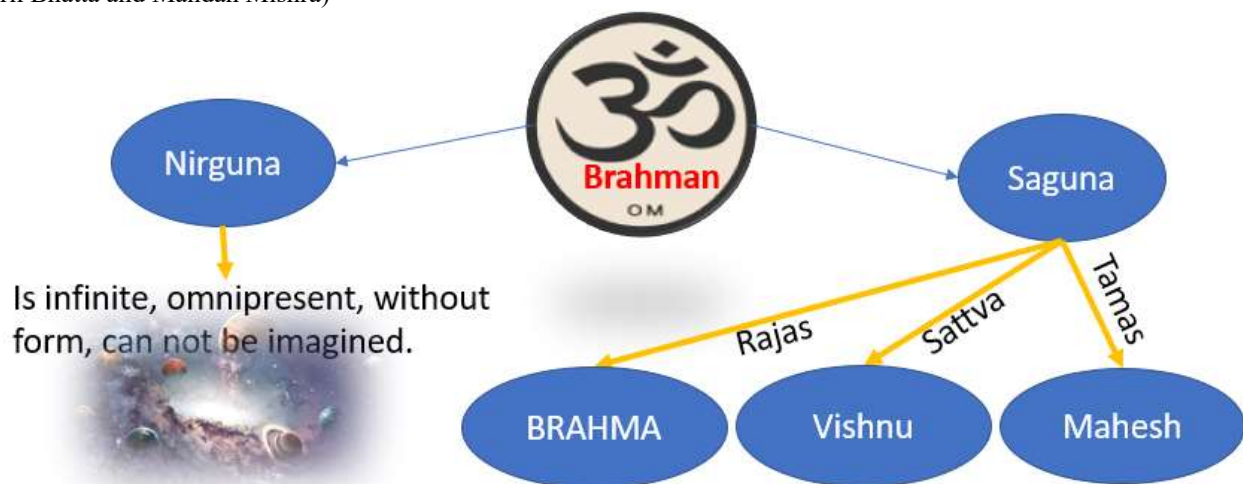 ॐ
Brahman
OM
Nirguna
Saguna
Is infinite, omnipresent, without
form, can not be imagined.
Rajas
Sattva
Tamas
BRAHMA
Vishnu
Mahesh